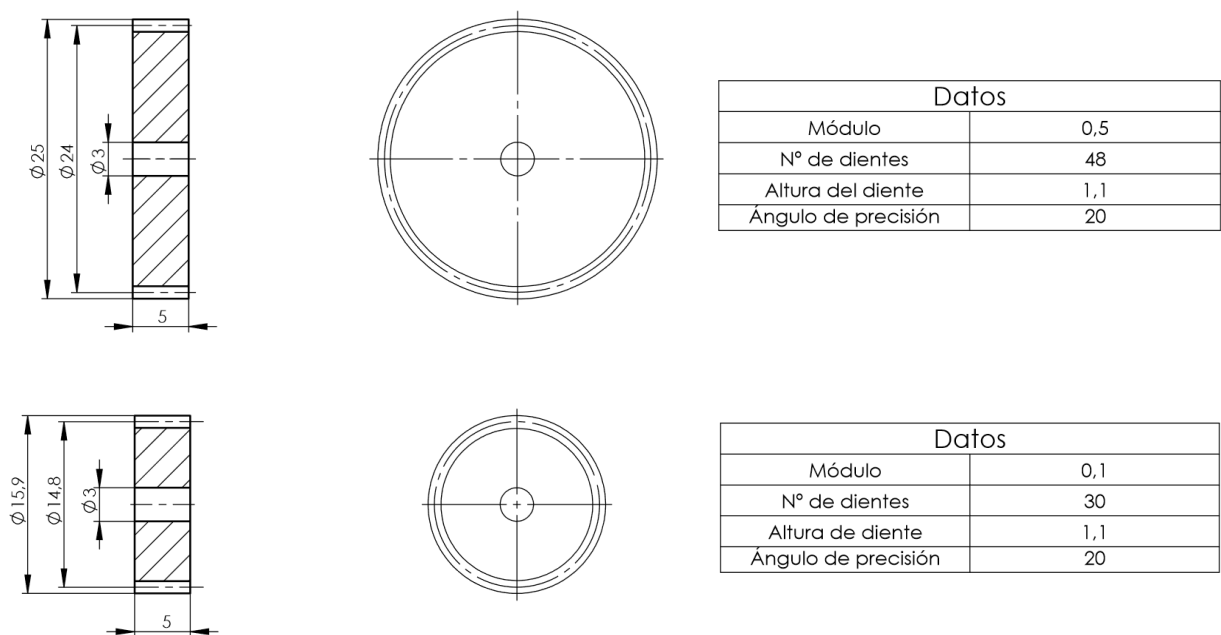 Ø25
Ø24
Ø3
5
Datos
Módulo 0,5
Nº de dientes 48
Altura del diente 1,1
Ángulo de precisión 20
Ø15,9
Ø14,8
Ø3
5
Datos
Módulo 0,1
Nº de dientes 30
Altura de diente 1,1
Ángulo de precisión 20